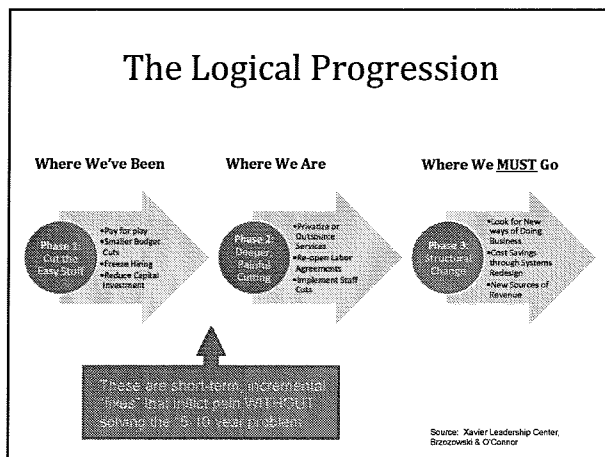 The Logical Progression
Where We've Been
Phase 1:
Cut the
Easy Stuff
•Pay for play
•Smaller Budget
Cuts
•Freeze Hiring
•Reduce Capital
Investment
Where We Are
Phase 2:
Deeper
Painful
Cutting
•Privatize or
Outsource
Services
•Re-open Labor
Agreements
•Implement Staff
Cuts
Where We MUST Go
Phase 3:
Structural
Change
•Look for New
ways of Doing
Business
•Cost Savings
through Systems
Redesign
•New Sources of
Revenue
These are short-term, incremental
"fixes" that inflict pain WITHOUT
solving the 5-10 year problem
Source: Xavier Leadership Center,
Brzozowski & O'Connor